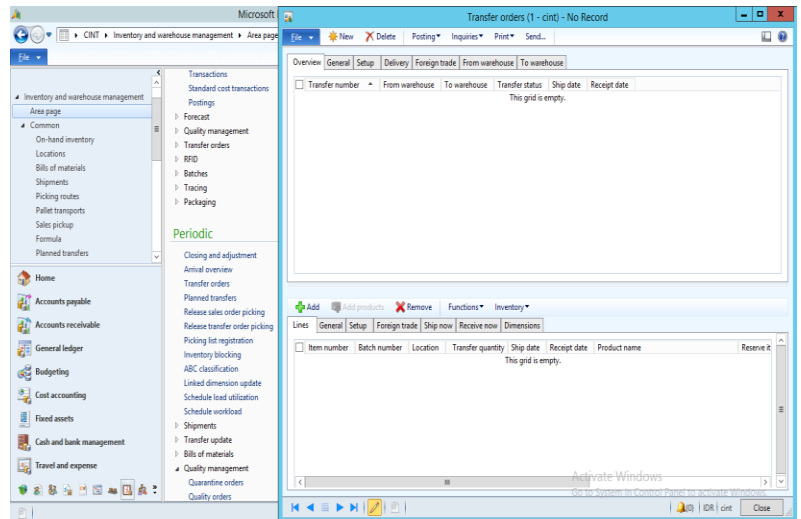 Microsoft
CINT ▸ Inventory and warehouse management ▸ Area page
File
Inventory and warehouse management
Area page
Common
On-hand inventory
Locations
Bills of materials
Shipments
Picking routes
Pallet transports
Sales pickup
Formula
Planned transfers
Home
Accounts payable
Accounts receivable
General ledger
Budgeting
Cost accounting
Fixed assets
Cash and bank management
Travel and expense
Transactions
Standard cost transactions
Postings
Forecast
Quality management
Transfer orders
RFID
Batches
Tracing
Packaging
Periodic
Closing and adjustment
Arrival overview
Transfer orders
Planned transfers
Release sales order picking
Release transfer order picking
Picking list registration
Inventory blocking
ABC classification
Linked dimension update
Schedule load utilization
Schedule workload
Shipments
Transfer update
Bills of materials
Quality management
Quarantine orders
Quality orders
Transfer orders (1 - cint) - No Record
File New Delete Posting Inquiries Print Send...
Overview General Setup Delivery Foreign trade From warehouse To warehouse
Transfer number From warehouse To warehouse Transfer status Ship date Receipt date
This grid is empty.
Add Add products Remove Functions Inventory
Lines General Setup Foreign trade Ship now Receive now Dimensions
Item number Batch number Location Transfer quantity Ship date Receipt date Product name Reserve it
This grid is empty.
Activate Windows
Go to System in Control Panel to activate Windows.
(0) IDR cint Close